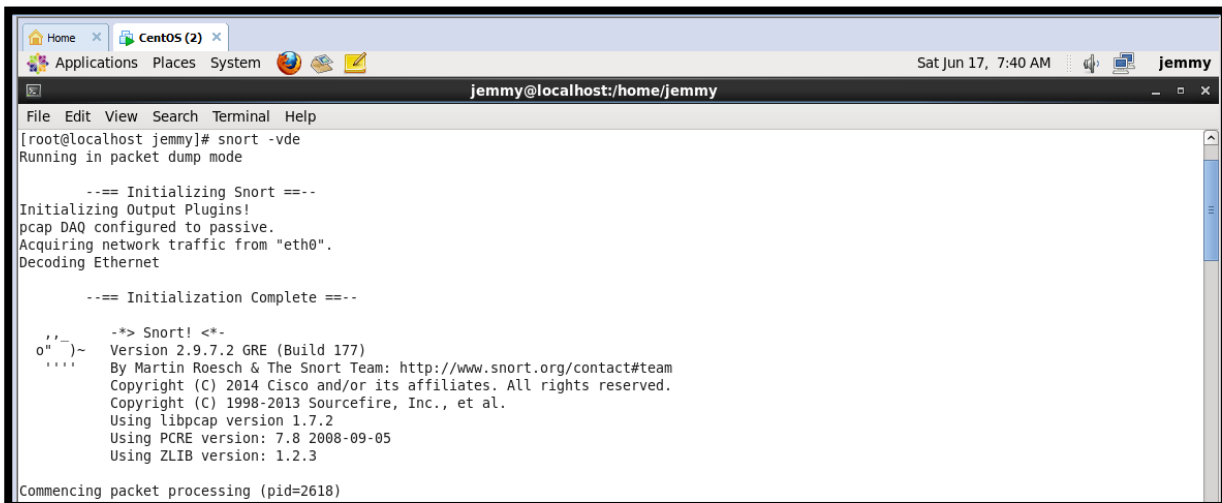 Home × CentOS (2) ×
Applications Places System Sat Jun 17, 7:40 AM jemmy
jemmy@localhost:/home/jemmy
File Edit View Search Terminal Help
[root@localhost jemmy]# snort -vde
Running in packet dump mode
--== Initializing Snort ==--
Initializing Output Plugins!
pcap DAQ configured to passive.
Acquiring network traffic from "eth0".
Decoding Ethernet
--== Initialization Complete ==--
,,_ -*> Snort! <*-
o" )~ Version 2.9.7.2 GRE (Build 177)
'''' By Martin Roesch & The Snort Team: http://www.snort.org/contact#team
Copyright (C) 2014 Cisco and/or its affiliates. All rights reserved.
Copyright (C) 1998-2013 Sourcefire, Inc., et al.
Using libpcap version 1.7.2
Using PCRE version: 7.8 2008-09-05
Using ZLIB version: 1.2.3
Commencing packet processing (pid=2618)